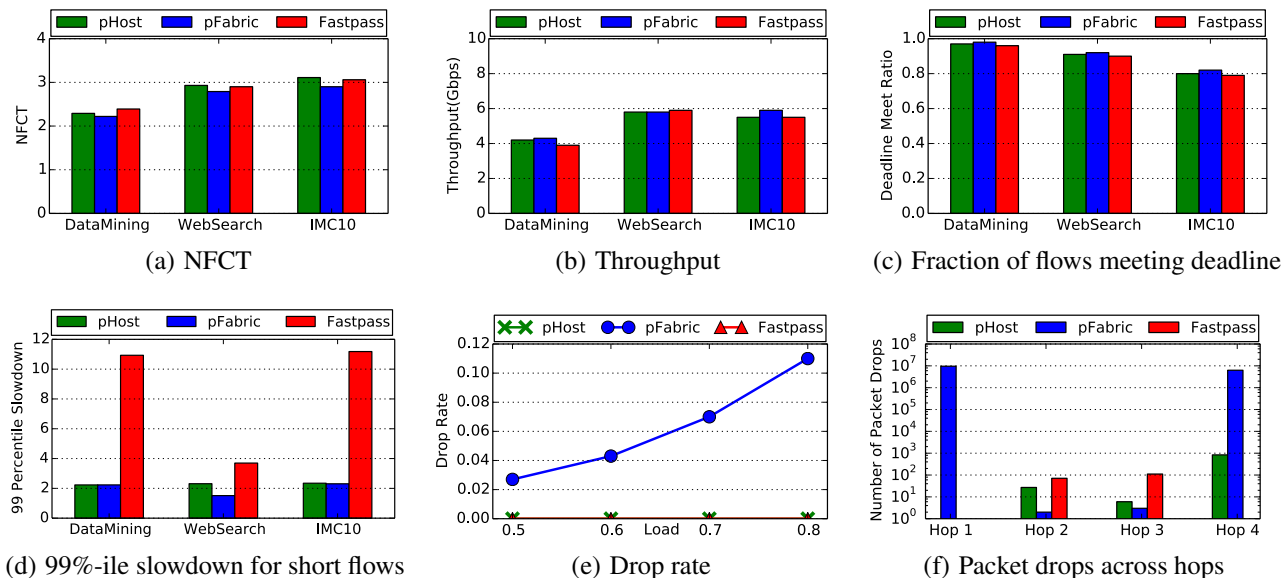 pHost pFabric Fastpass
4
3
2
1
0
NFCT
DataMining WebSearch IMC10
(a) NFCT
pHost pFabric Fastpass
10
8
6
4
2
0
Throughput(Gbps)
DataMining WebSearch IMC10
(b) Throughput
pHost pFabric Fastpass
1.0
0.8
0.6
0.4
0.2
0.0
Deadline Meet Ratio
DataMining WebSearch IMC10
(c) Fraction of flows meeting deadline
pHost pFabric Fastpass
12
10
8
6
4
2
0
99 Percentile Slowdown
DataMining WebSearch IMC10
(d) 99%-ile slowdown for short flows
pHost pFabric Fastpass
0.12
0.10
0.08
0.06
0.04
0.02
0.00
Drop Rate
0.5 0.6 Load 0.7 0.8
(e) Drop rate
pHost pFabric Fastpass
10^8
10^7
10^6
10^5
10^4
10^3
10^2
10^1
10^0
Number of Packet Drops
Hop 1 Hop 2 Hop 3 Hop 4
(f) Packet drops across hops